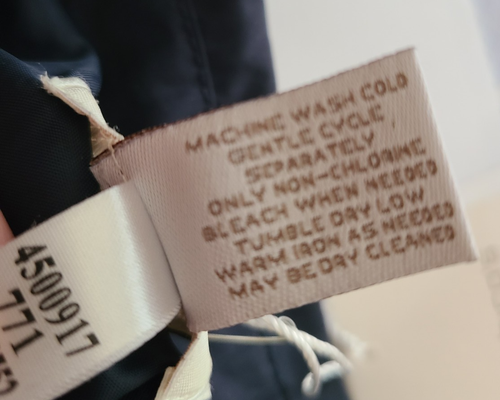 MACHINE WASH COLD
GENTLE CYCLE,
SEPARATELY
ONLY NON-CHLORINE
BLEACH WHEN NEEDED
TUMBLE DRY LOW
WARM IRON AS NEEDED
MAY BE DRY CLEANED
4500917
771